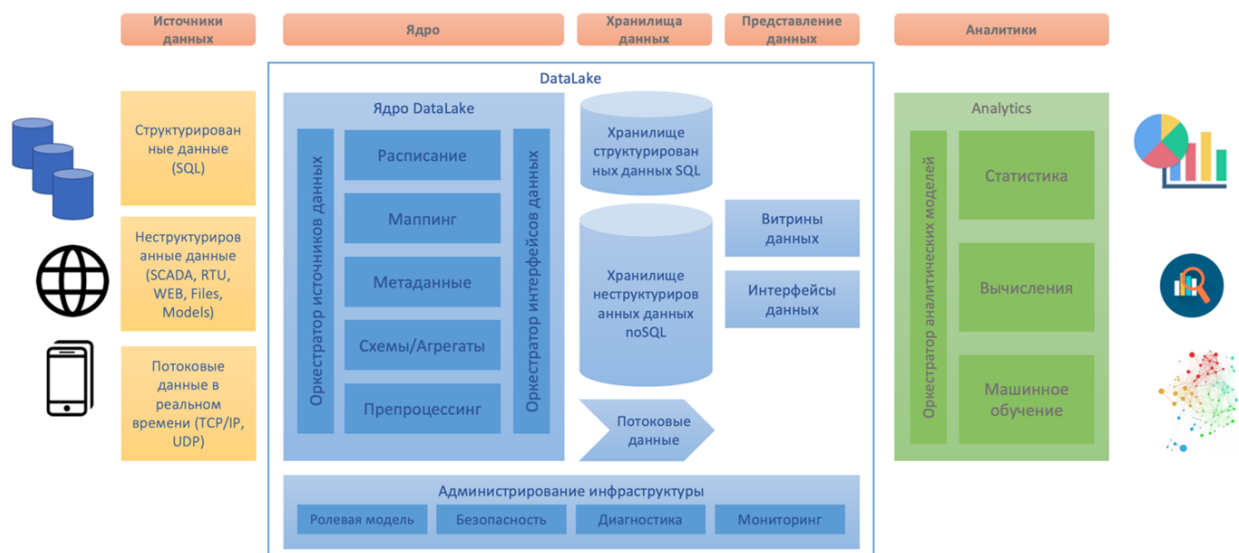 Источники
данных
Ядро
Хранилища
данных
Представление
данных
Аналитики
DataLake
Структурирован
ные данные
(SQL)
Неструктуриров
анные данные
(SCADA, RTU,
WEB, Files,
Models)
Потоковые
данные в
реальном
времени (TCP/IP,
UDP)
Ядро DataLake
Оркестратор источников данных
Расписание
Маппинг
Метаданные
Схемы/Агрегаты
Препроцессинг
Оркестратор интерфейсов данных
Хранилище
структурирован
ных данных SQL
Хранилище
неструктуриров
анных данных
noSQL
Потоковые
данные
Витрины
данных
Интерфейсы
данных
Analytics
Оркестратор аналитических моделей
Статистика
Вычисления
Машинное
обучение
Администрирование инфраструктуры
Ролевая модель
Безопасность
Диагностика
Мониторинг